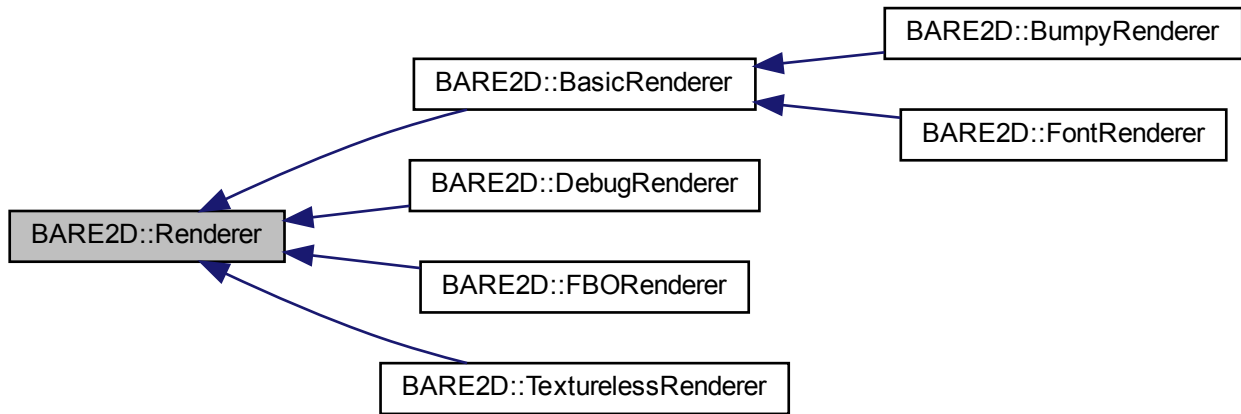 BARE2D::Renderer
BARE2D::BasicRenderer
BARE2D::DebugRenderer
BARE2D::FBORenderer
BARE2D::TexturelessRenderer
BARE2D::BumpyRenderer
BARE2D::FontRenderer